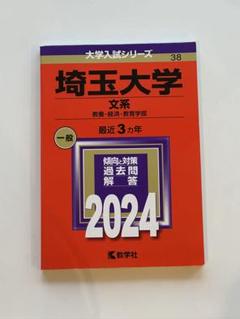 大学入試シリーズ
38
埼玉大学
文系
教養・経済・教育学部
一般
最近3カ年
傾向と対策
過去問
解答
2024
教学社